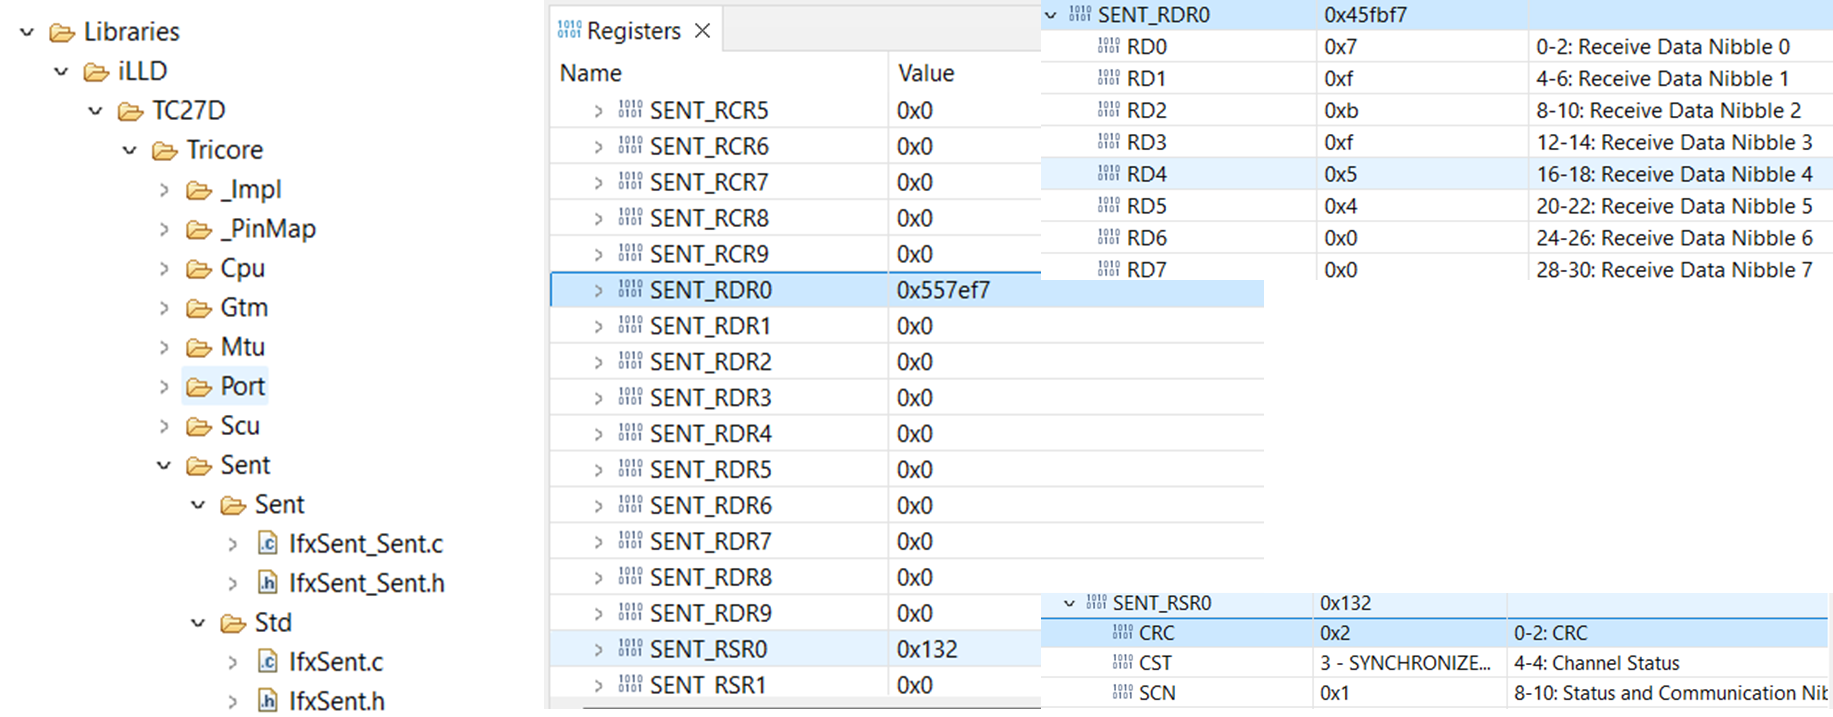 Libraries
iLLD
TC27D
Tricore
_Impl
_PinMap
Cpu
Gtm
Mtu
Port
Scu
Sent
Sent
IfxSent_Sent.c
IfxSent_Sent.h
Std
IfxSent.c
IfxSent.h
Registers
Name Value
SENT_RCR5 0x0
SENT_RCR6 0x0
SENT_RCR7 0x0
SENT_RCR8 0x0
SENT_RCR9 0x0
SENT_RDR0 0x557ef7
SENT_RDR1 0x0
SENT_RDR2 0x0
SENT_RDR3 0x0
SENT_RDR4 0x0
SENT_RDR5 0x0
SENT_RDR6 0x0
SENT_RDR7 0x0
SENT_RDR8 0x0
SENT_RDR9 0x0
SENT_RSR0 0x132
SENT_RSR1 0x0
SENT_RDR0 0x45fbf7
RD0 0x7 0-2: Receive Data Nibble 0
RD1 0xf 4-6: Receive Data Nibble 1
RD2 0xb 8-10: Receive Data Nibble 2
RD3 0xf 12-14: Receive Data Nibble 3
RD4 0x5 16-18: Receive Data Nibble 4
RD5 0x4 20-22: Receive Data Nibble 5
RD6 0x0 24-26: Receive Data Nibble 6
RD7 0x0 28-30: Receive Data Nibble 7
SENT_RSR0 0x132
CRC 0x2 0-2: CRC
CST 3 - SYNCHRONIZE... 4-4: Channel Status
SCN 0x1 8-10: Status and Communication Nib